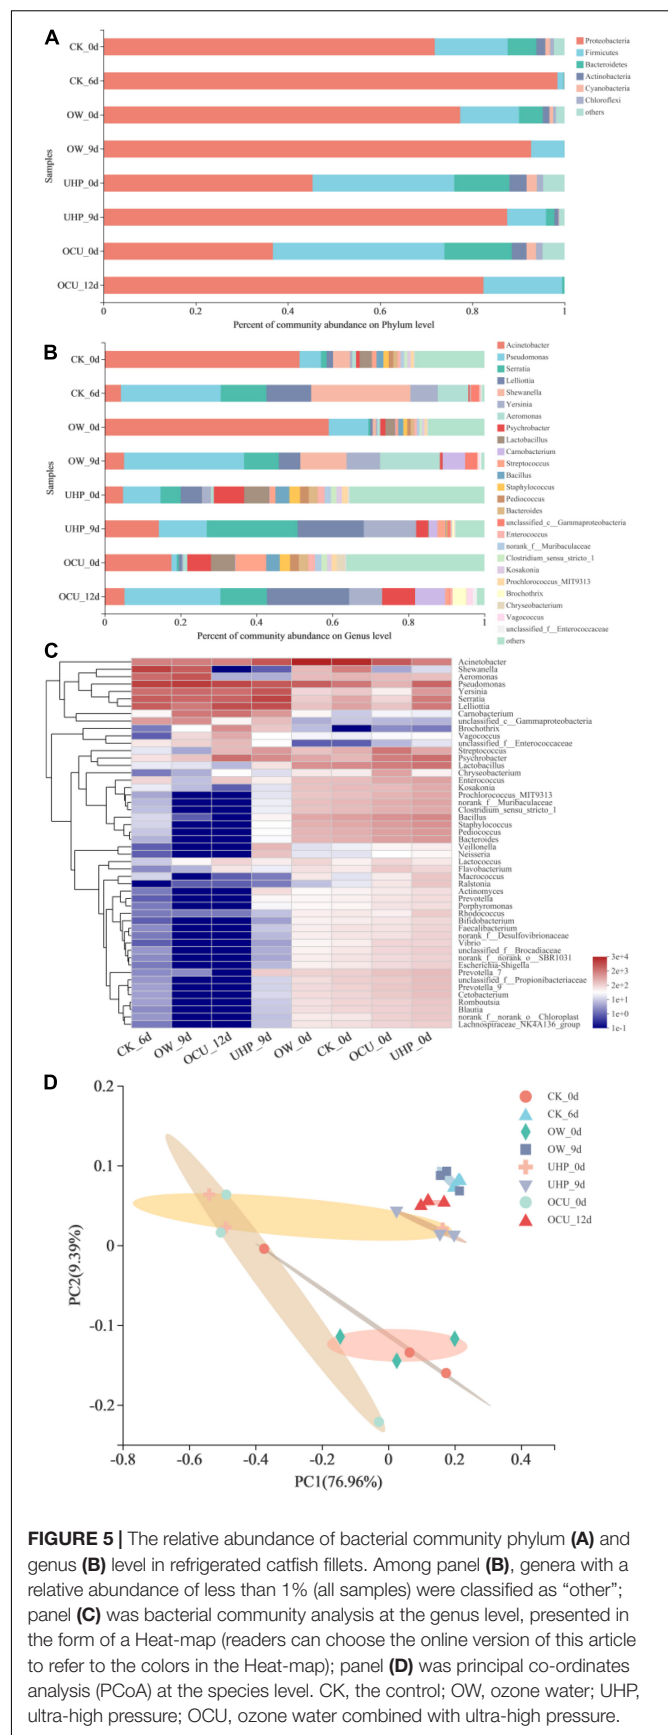 A
CK_0d
CK_6d
OW_0d
OW_9d
UHP_0d
UHP_9d
OCU_0d
OCU_12d
Samples
0
0.2
0.4
0.6
0.8
1
Percent of community abundance on Phylum level
Proteobacteria
Firmicutes
Bacteroidetes
Actinobacteria
Cyanobacteria
Chloroflexi
others
B
CK_0d
CK_6d
OW_0d
OW_9d
UHP_0d
UHP_9d
OCU_0d
OCU_12d
Samples
0
0.2
0.4
0.6
0.8
1
Percent of community abundance on Genus level
Acinetobacter
Pseudomonas
Serratia
Lelliottia
Shewanella
Yersinia
Aeromonas
Psychrobacter
Lactobacillus
Carnobacterium
Streptococcus
Bacillus
Staphylococcus
Pediococcus
Bacteroides
unclassified_c__Gammaproteobacteria
Enterococcus
norank_f__Muribaculaceae
Clostridium_sensu_stricto_1
Kosakonia
Prochlorococcus_MIT9313
Brochothrix
Chryseobacterium
Vagococcus
unclassified_f__Enterococcaceae
others
C
Acinetobacter
Shewanella
Aeromonas
Pseudomonas
Yersinia
Serratia
Lelliottia
Carnobacterium
unclassified_c__Gammaproteobacteria
Brochothrix
Vagococcus
unclassified_f__Enterococcaceae
Streptococcus
Psychrobacter
Lactobacillus
Chryseobacterium
Enterococcus
Kosakonia
Prochlorococcus_MIT9313
norank_f__Muribaculaceae
Clostridium_sensu_stricto_1
Bacillus
Staphylococcus
Pediococcus
Bacteroides
Veillonella
Neisseria
Lactococcus
Flavobacterium
Macrococcus
Ralstonia
Actinomyces
Prevotella
Porphyromonas
Rhodococcus
Bifidobacterium
Faecalibacterium
norank_f__Desulfovibrionaceae
Vibrio
unclassified_f__Brocadiaceae
norank_f__norank_o__SBR1031
Escherichia-Shigella
Prevotella_7
unclassified_f__Propionibacteriaceae
Prevotella_9
Cetobacterium
Romboutsia
Blautia
norank_f__norank_o__Chloroplast
Lachnospiraceae_NK4A136_group
3e+4
2e+3
2e+2
1e+1
1e+0
1e-1
CK_6d
OW_9d
OCU_12d
UHP_9d
OW_0d
CK_0d
OCU_0d
UHP_0d
D
0.2
0.1
0
-0.1
-0.2
PC2(9.39%)
-0.8
-0.6
-0.4
-0.2
0
0.2
0.4
PC1(76.96%)
CK_0d
CK_6d
OW_0d
OW_9d
UHP_0d
UHP_9d
OCU_0d
OCU_12d
FIGURE 5 | The relative abundance of bacterial community phylum (A) and
genus (B) level in refrigerated catfish fillets. Among panel (B), genera with a
relative abundance of less than 1% (all samples) were classified as “other”;
panel (C) was bacterial community analysis at the genus level, presented in
the form of a Heat-map (readers can choose the online version of this article
to refer to the colors in the Heat-map); panel (D) was principal co-ordinates
analysis (PCoA) at the species level. CK, the control; OW, ozone water; UHP,
ultra-high pressure; OCU, ozone water combined with ultra-high pressure.